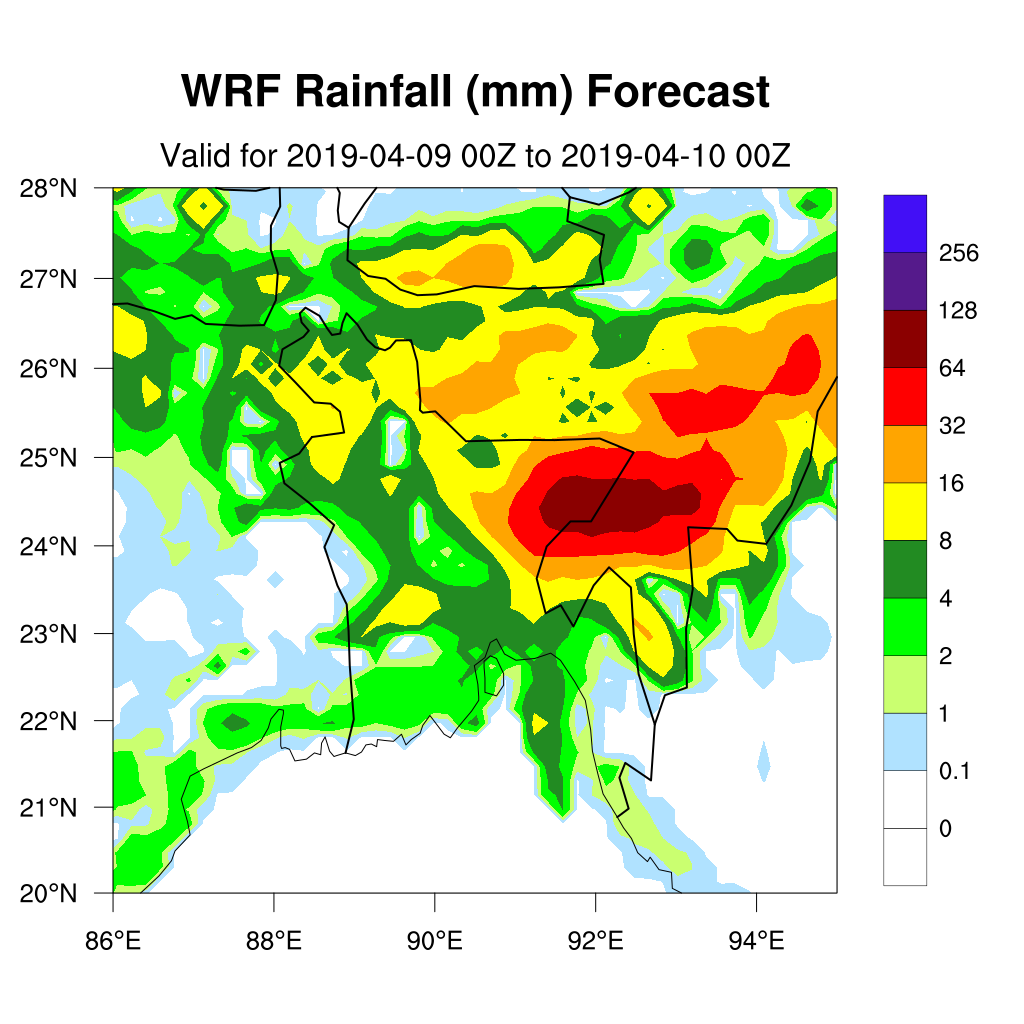 WRF Rainfall (mm) Forecast
Valid for 2019-04-09 00Z to 2019-04-10 00Z
28°N
27°N
26°N
25°N
24°N
23°N
22°N
21°N
20°N
86°E 88°E 90°E 92°E 94°E
256
128
64
32
16
8
4
2
1
0.1
0